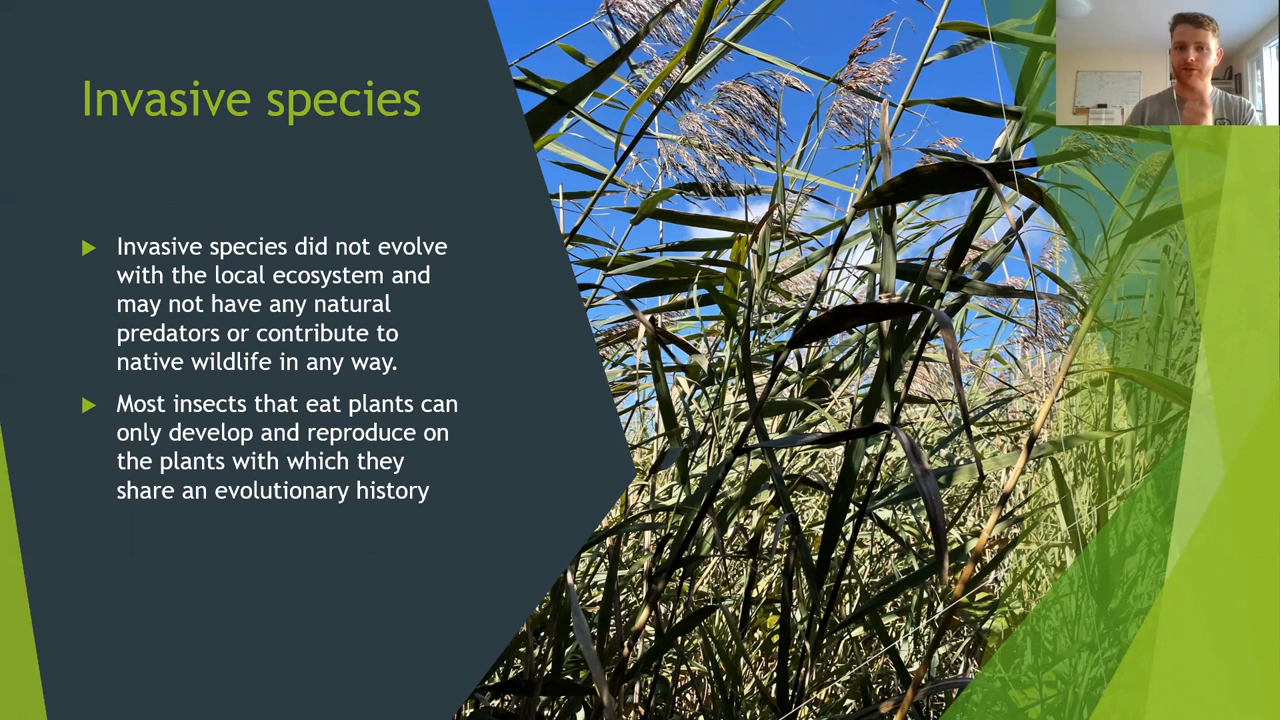 Invasive species
Invasive species did not evolve
with the local ecosystem and
may not have any natural
predators or contribute to
native wildlife in any way.
Most insects that eat plants can
only develop and reproduce on
the plants with which they
share an evolutionary history